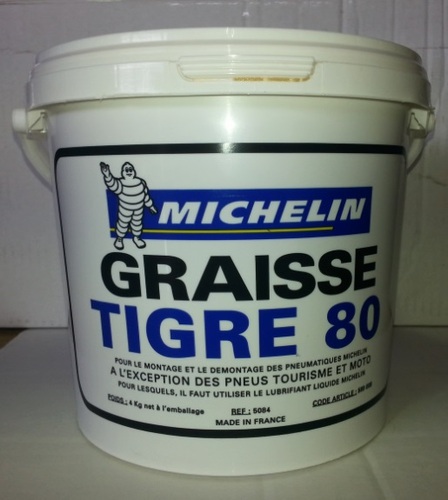 MICHELIN
GRAISSE
TIGRE 80
POUR LE MONTAGE ET LE DEMONTAGE DES PNEUMATIQUES MICHELIN
A L'EXCEPTION DES PNEUS TOURISME ET MOTO
POUR LESQUELS, IL FAUT UTILISER LE LUBRIFIANT LIQUIDE MICHELIN
POIDS : 4 Kg net à l'emballage REF : 5084 CODE ARTICLE :
MADE IN FRANCE